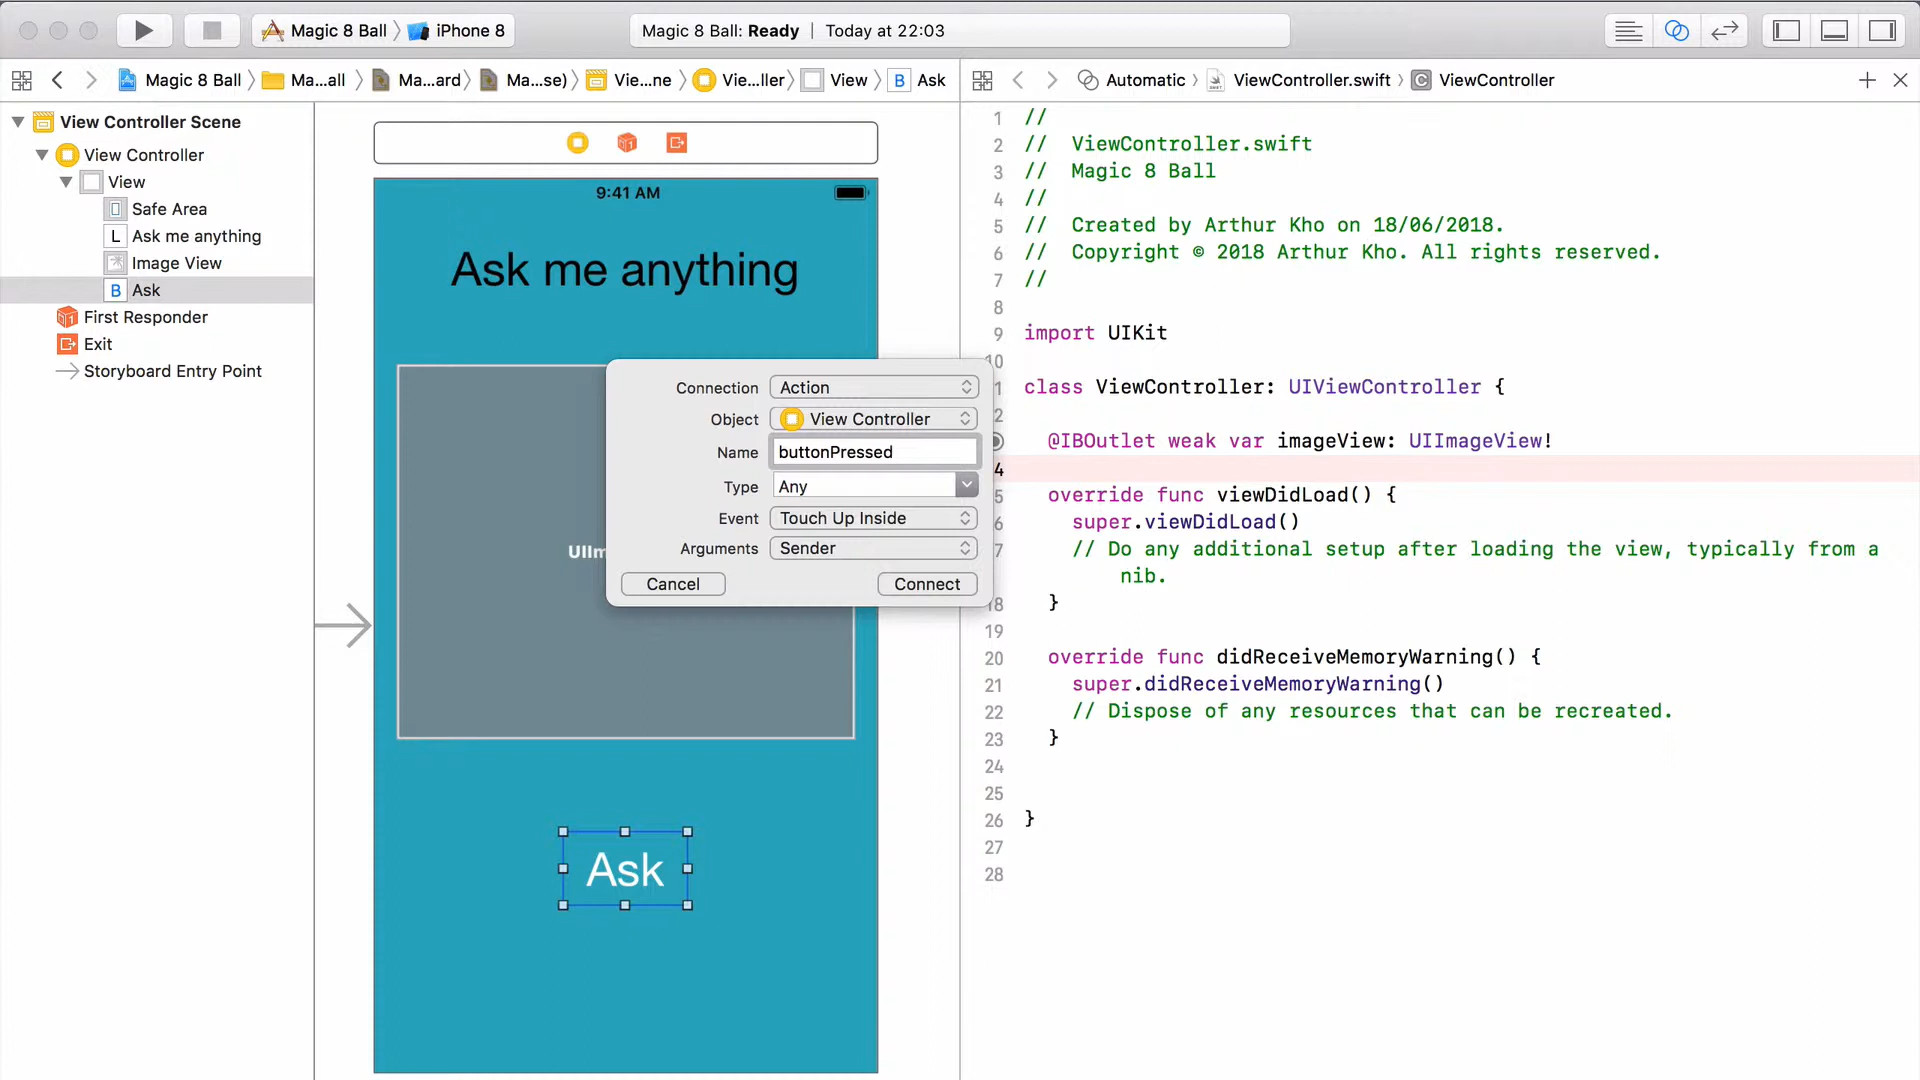 Magic 8 Ball iPhone 8
Magic 8 Ball: Ready | Today at 22:03
Magic 8 Ball Ma...all Ma...ard Ma...se) Vie...ne Vie...ller View B Ask
Automatic ViewController.swift C ViewController
View Controller Scene
View Controller
View
Safe Area
L Ask me anything
Image View
B Ask
First Responder
Exit
Storyboard Entry Point
9:41 AM
Ask me anything
UIIm
Ask
Connection Action
Object View Controller
Name buttonPressed
Type Any
Event Touch Up Inside
Arguments Sender
Cancel Connect
1 //
2 // ViewController.swift
3 // Magic 8 Ball
4 //
5 // Created by Arthur Kho on 18/06/2018.
6 // Copyright © 2018 Arthur Kho. All rights reserved.
7 //
8
9 import UIKit
10
1 class ViewController: UIViewController {
2
@IBOutlet weak var imageView: UIImageView!
4
5 override func viewDidLoad() {
6 super.viewDidLoad()
7 // Do any additional setup after loading the view, typically from a
nib.
18 }
19
20 override func didReceiveMemoryWarning() {
21 super.didReceiveMemoryWarning()
22 // Dispose of any resources that can be recreated.
23 }
24
25
26 }
27
28